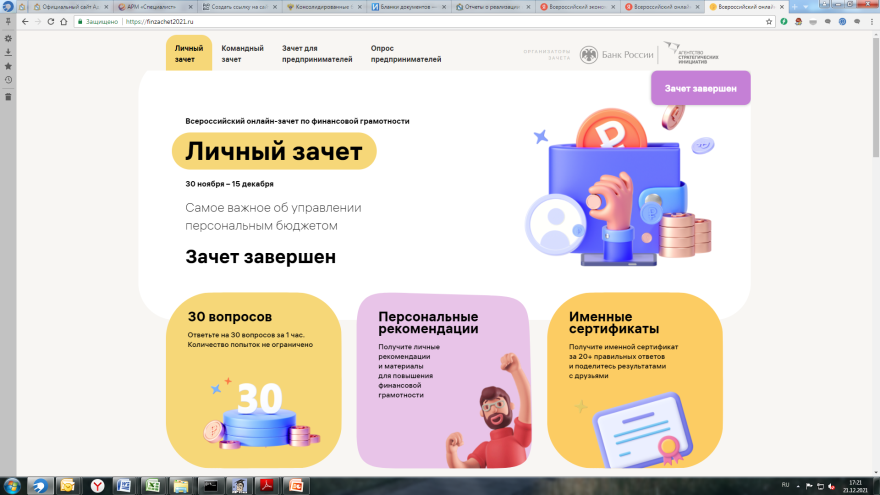 Официальный сайт Ад
АРМ «Специалист»
Создать ссылку на са
Консолидированные
Бланки документов
Отчеты о реализации
Всероссийский эконо
Всероссийский онлай
Всероссийский онлай
Защищено
https://finzachet2021.ru
Личный зачет
Командный зачет
Зачет для предпринимателей
Опрос предпринимателей
ОРГАНИЗАТОРЫ
ЗАЧЕТА
Банк России
АГЕНТСТВО
СТРАТЕГИЧЕСКИХ
ИНИЦИАТИВ
Зачет завершен
Всероссийский онлайн-зачет по финансовой грамотности
Личный зачет
30 ноября – 15 декабря
Самое важное об управлении
персональным бюджетом
Зачет завершен
30 вопросов
Ответьте на 30 вопросов за 1 час.
Количество попыток не ограничено
30
Персональные
рекомендации
Получите личные
рекомендации
и материалы
для повышения
финансовой
грамотности
Именные
сертификаты
Получите именной сертификат
за 20+ правильных ответов
и поделитесь результатами
с друзьями
RU
17:21
21.12.2021